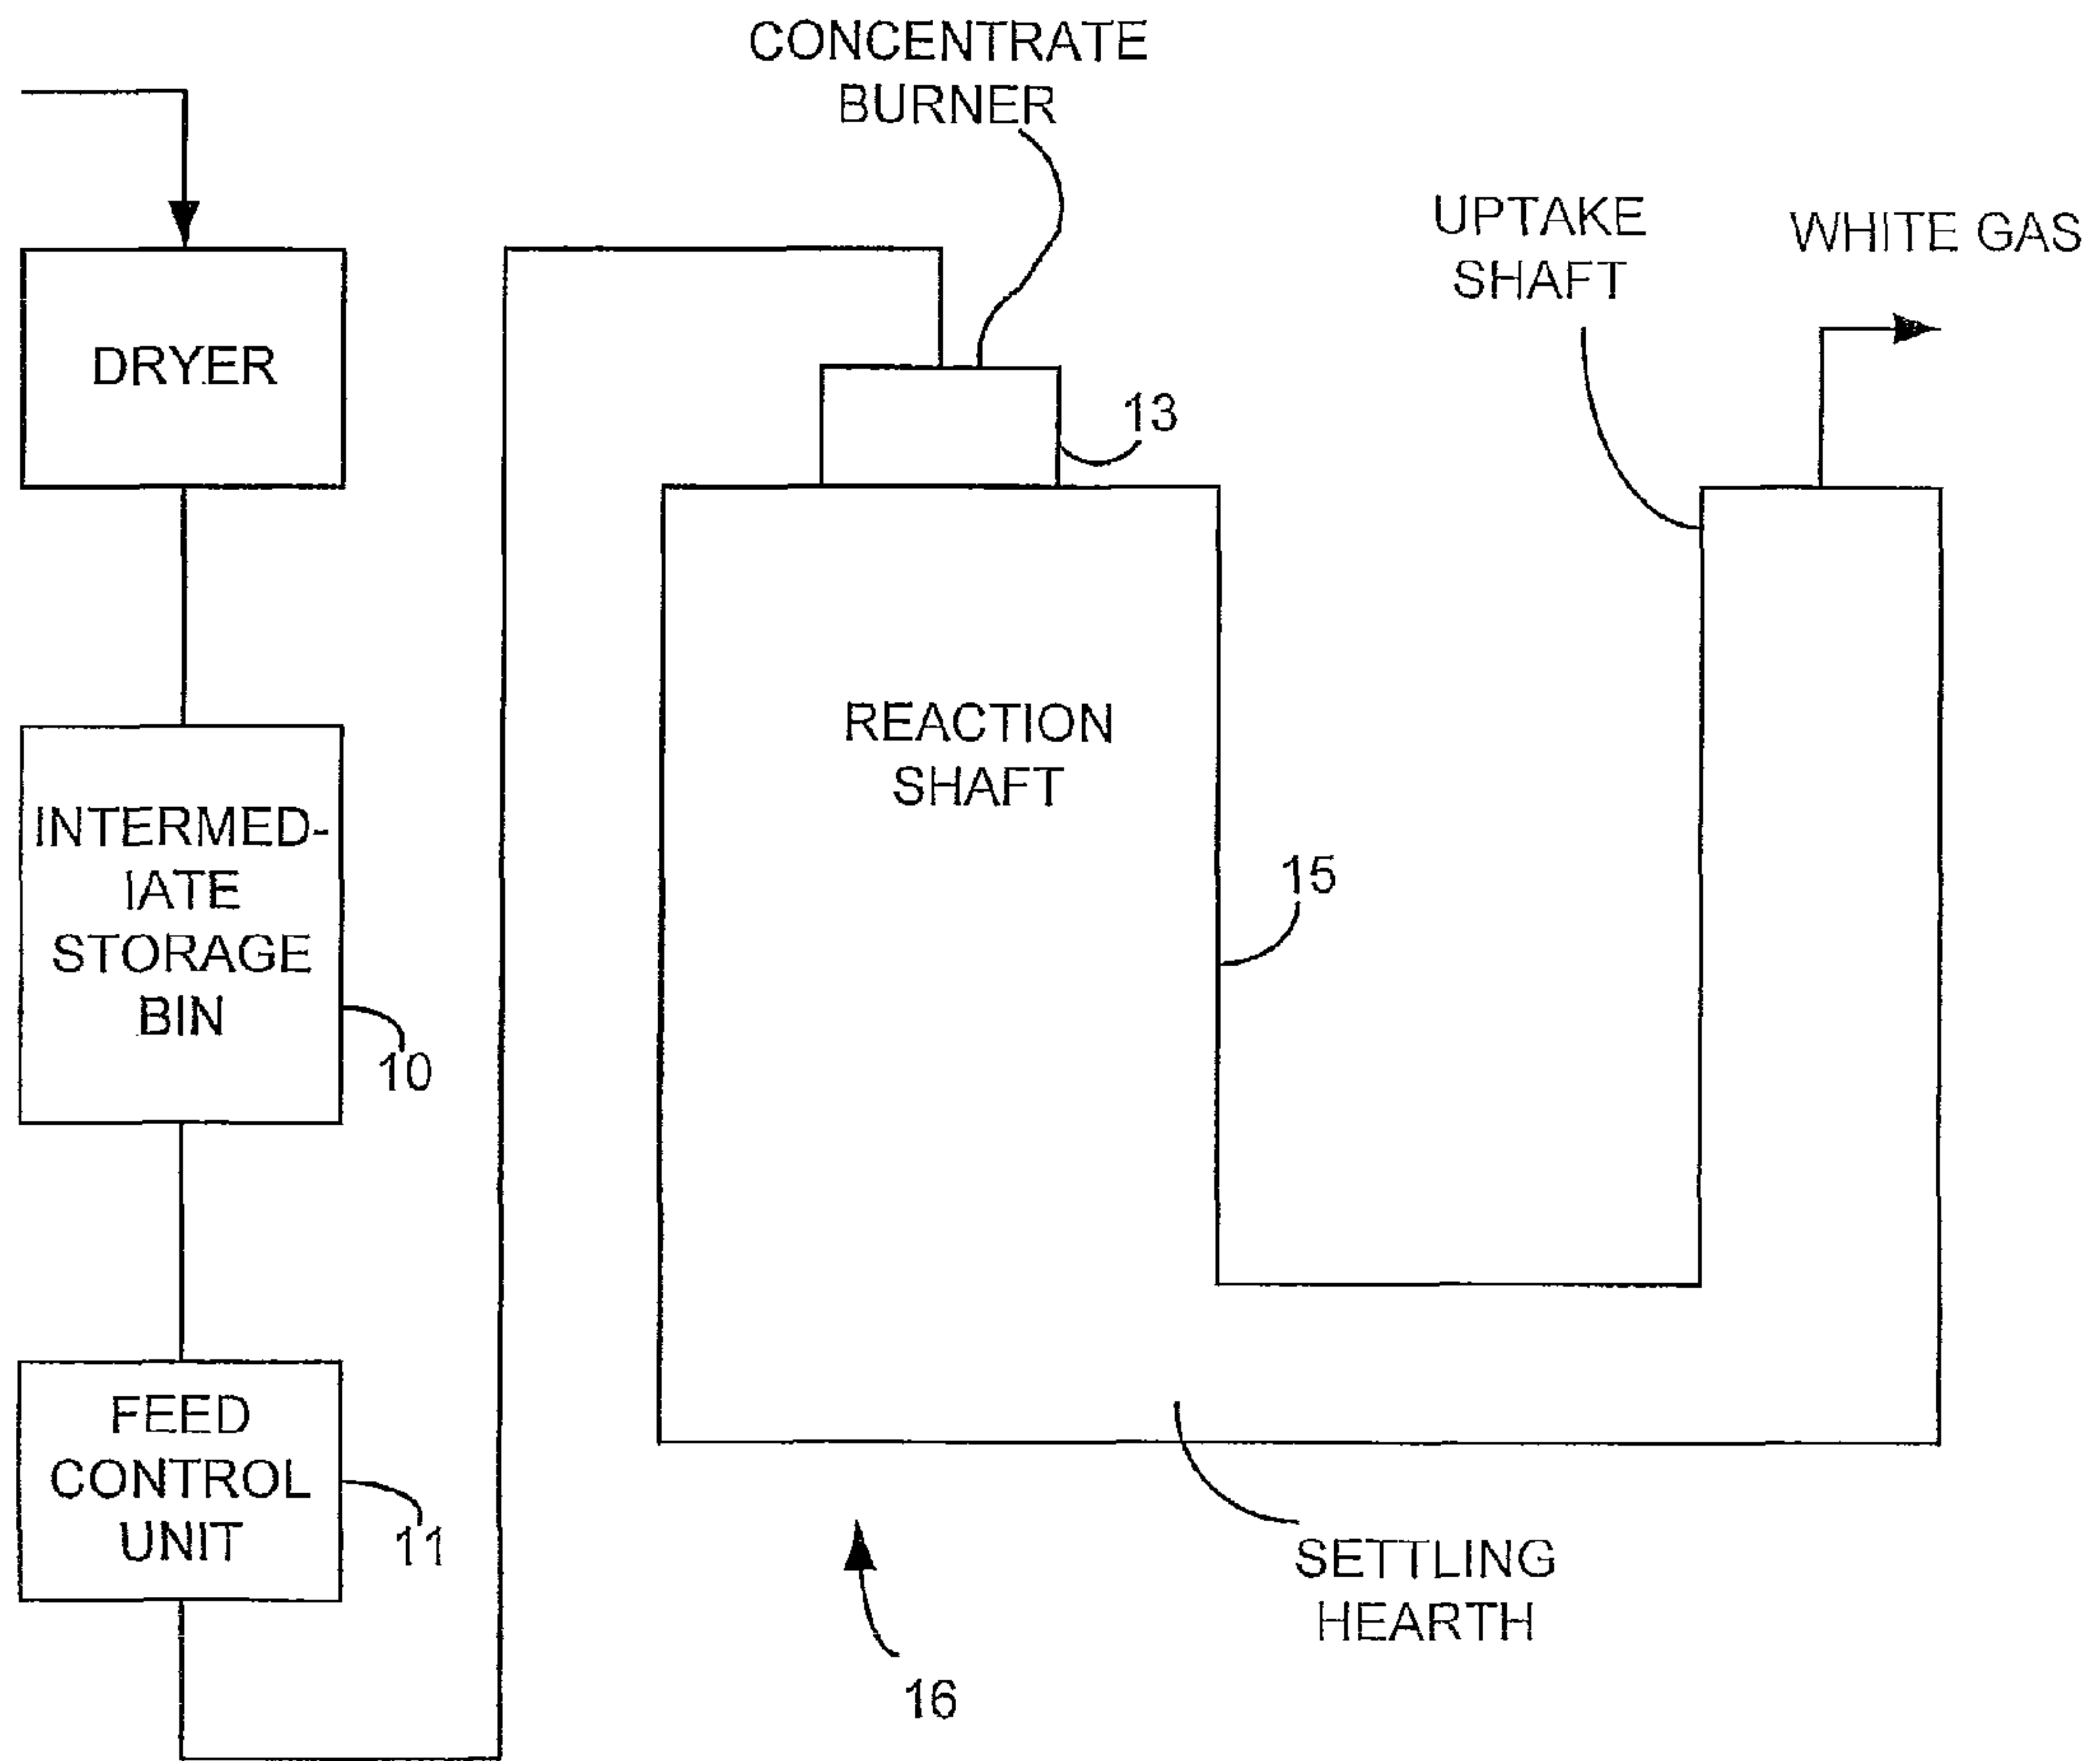 CONCENTRATE
BURNER
UPTAKE
SHAFT
WHITE GAS
DRYER
13
REACTION
SHAFT
INTERMED-
IATE
STORAGE
BIN
15
10
FEED
CONTROL
UNIT
11
SETTLING
HEARTH
16